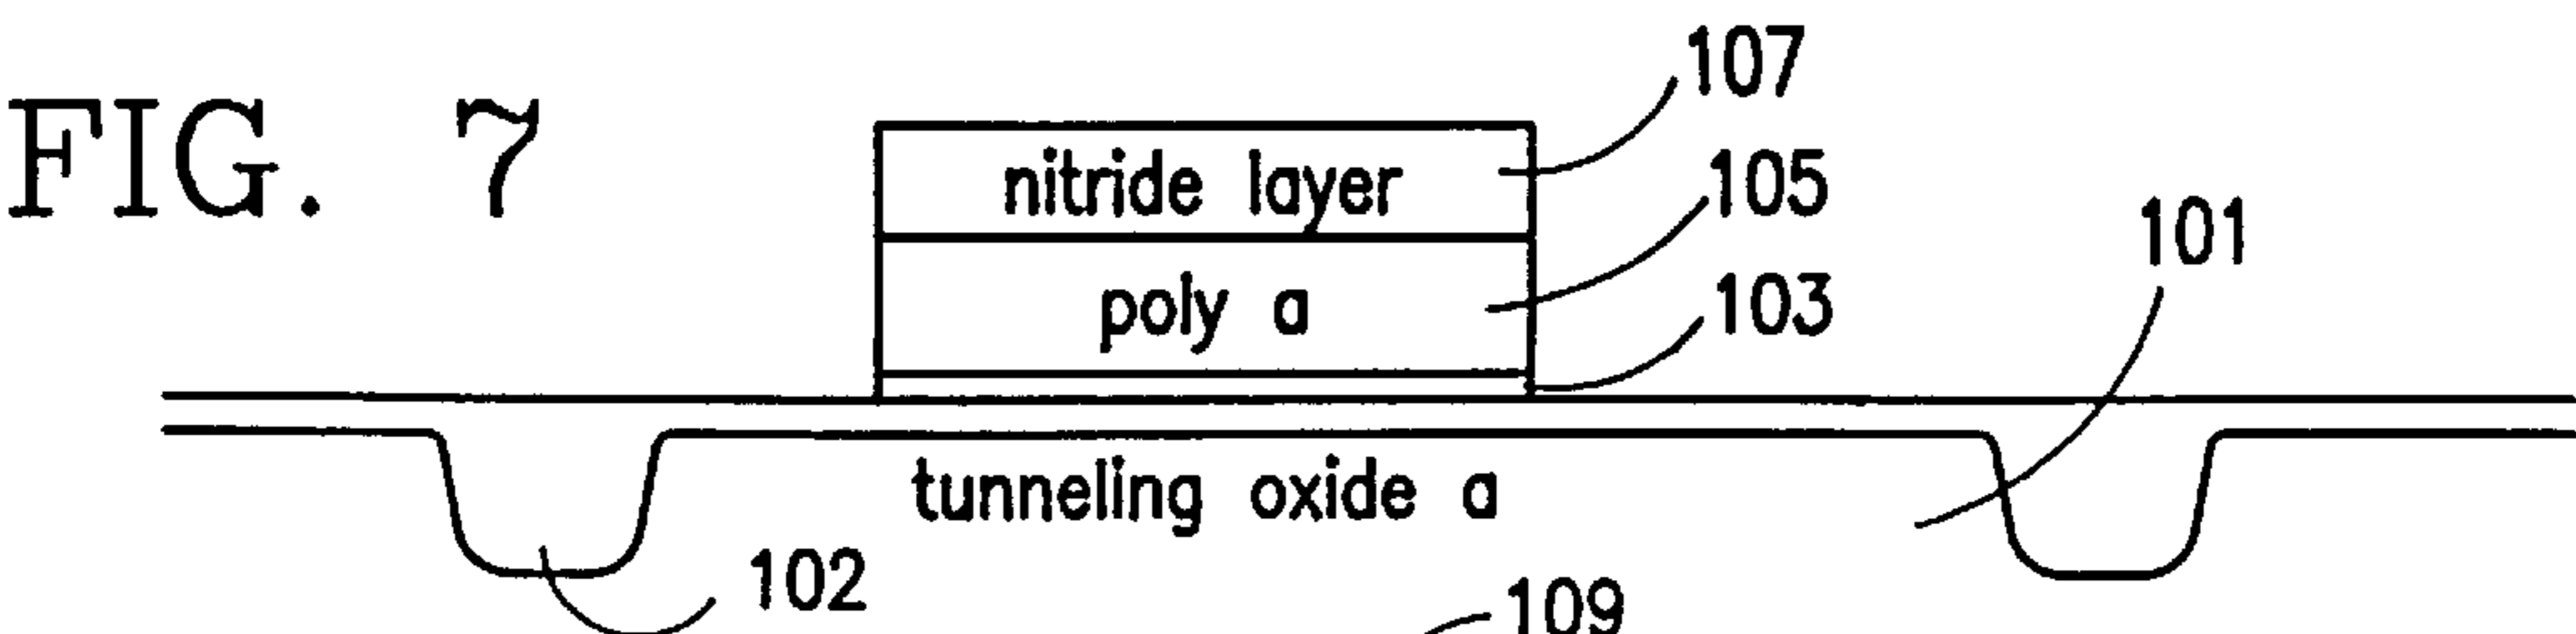 FIG. 7
107
nitride layer
105
101
poly a
103
tunneling oxide a
102
109